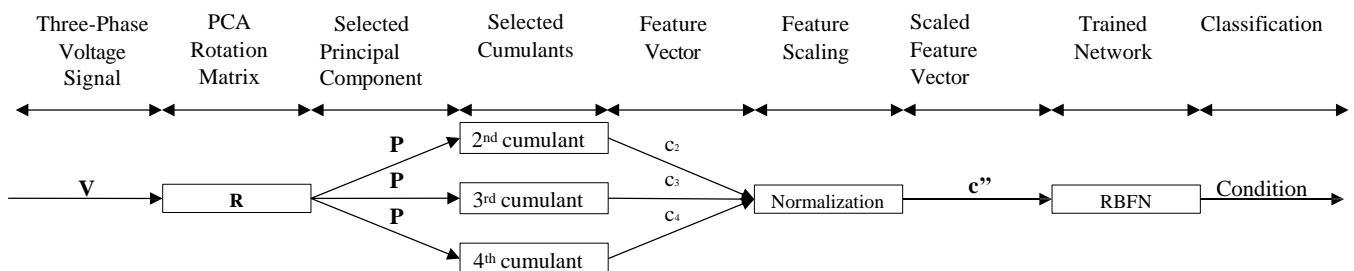 Three-Phase
Voltage
Signal
PCA
Rotation
Matrix
Selected
Principal
Component
Selected
Cumulants
Feature
Vector
Feature
Scaling
Scaled
Feature
Vector
Trained
Network
Classification
V
R
P
P
P
2nd cumulant
3rd cumulant
4th cumulant
c2
c3
c4
Normalization
c”
RBFN
Condition